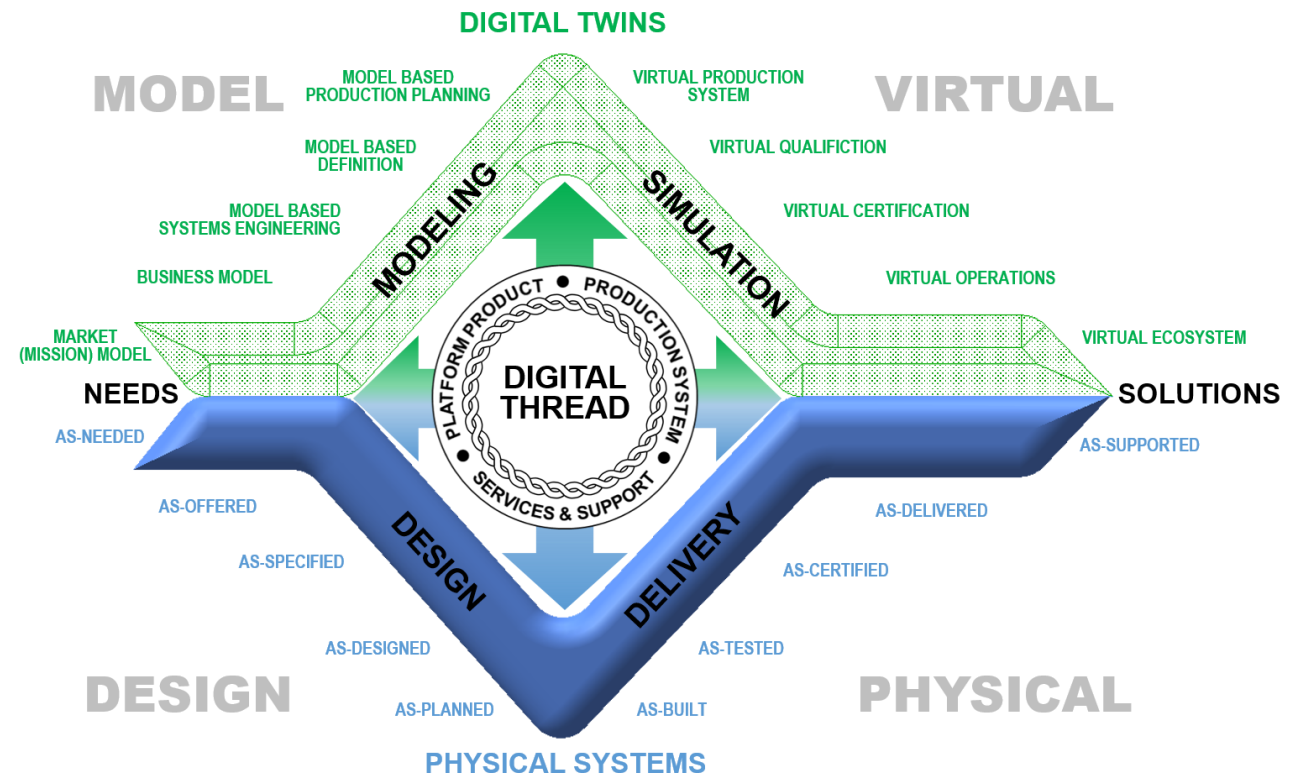 DIGITAL TWINS
MODEL
VIRTUAL
MODEL BASED
PRODUCTION PLANNING
VIRTUAL PRODUCTION
SYSTEM
MODEL BASED
DEFINITION
VIRTUAL QUALIFICTION
MODELING
SIMULATION
MODEL BASED
SYSTEMS ENGINEERING
VIRTUAL CERTIFICATION
BUSINESS MODEL
VIRTUAL OPERATIONS
MARKET
(MISSION) MODEL
VIRTUAL ECOSYSTEM
PLATFORM PRODUCT
PRODUCTION SYSTEM
SERVICES & SUPPORT
DIGITAL
THREAD
NEEDS
SOLUTIONS
AS-NEEDED
AS-SUPPORTED
AS-OFFERED
AS-DELIVERED
AS-SPECIFIED
AS-CERTIFIED
DESIGN
DELIVERY
AS-DESIGNED
AS-TESTED
AS-PLANNED
AS-BUILT
DESIGN
PHYSICAL
PHYSICAL SYSTEMS